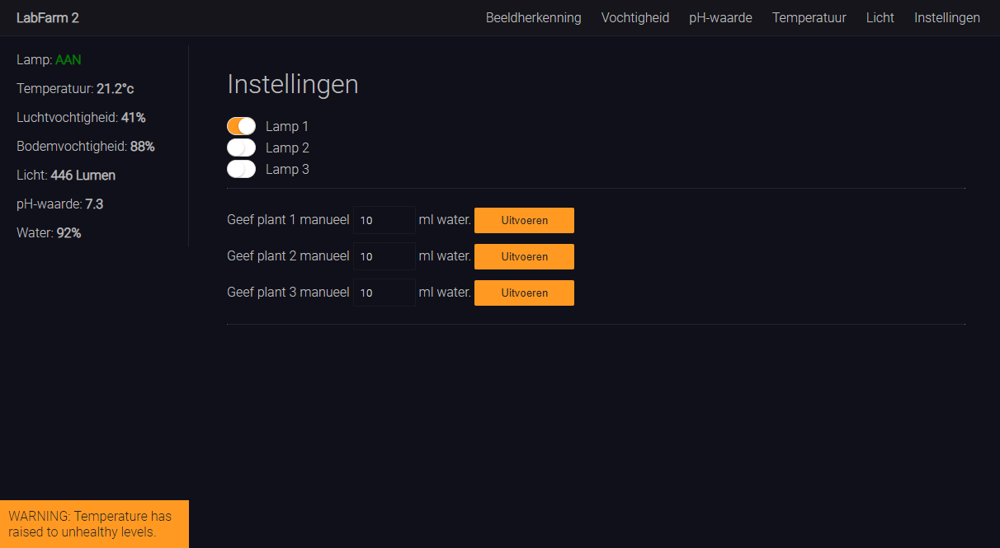 LabFarm 2
Beeldherkenning Vochtigheid pH-waarde Temperatuur Licht Instellingen
Lamp: AAN
Temperatuur: 21.2°c
Luchtvochtigheid: 41%
Bodemvochtigheid: 88%
Licht: 446 Lumen
pH-waarde: 7.3
Water: 92%
Instellingen
Lamp 1
Lamp 2
Lamp 3
Geef plant 1 manueel 10 ml water. Uitvoeren
Geef plant 2 manueel 10 ml water. Uitvoeren
Geef plant 3 manueel 10 ml water. Uitvoeren
WARNING: Temperature has
raised to unhealthy levels.